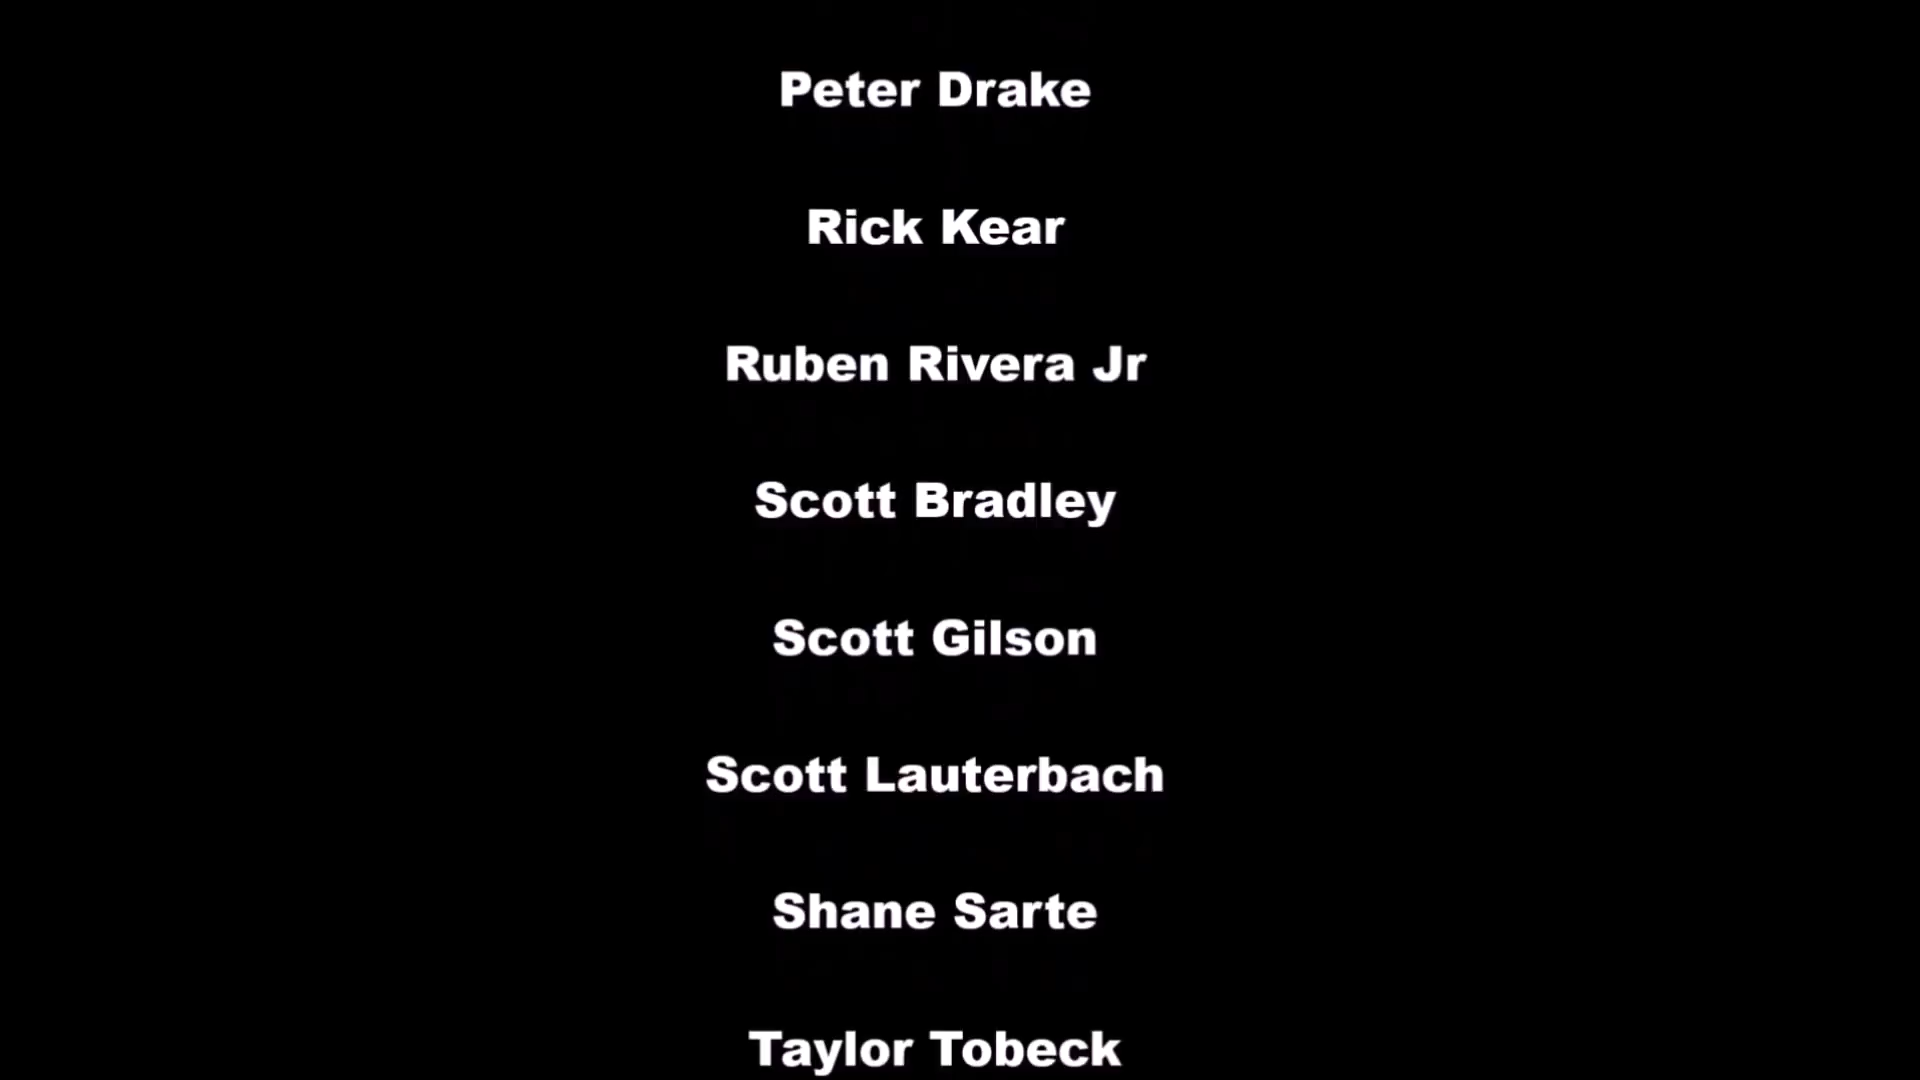 Peter Drake
Rick Kear
Ruben Rivera Jr
Scott Bradley
Scott Gilson
Scott Lauterbach
Shane Sarte
Taylor Tobeck